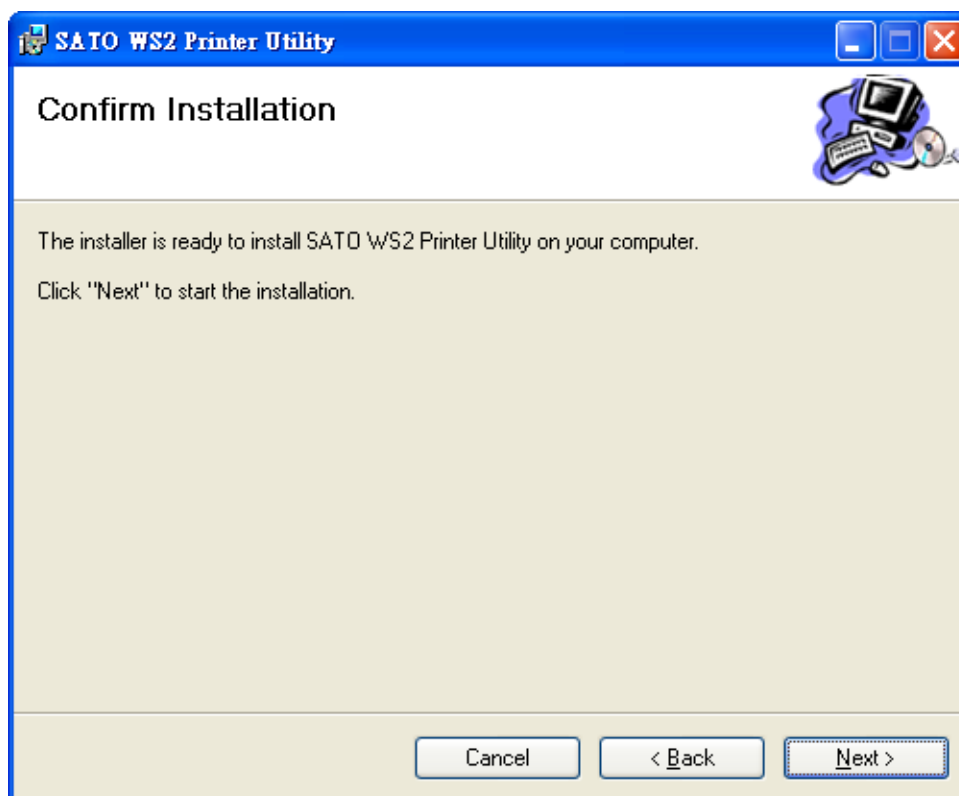 SATO WS2 Printer Utility
Confirm Installation
The installer is ready to install SATO WS2 Printer Utility on your computer.
Click "Next" to start the installation.
Cancel
< Back
Next >